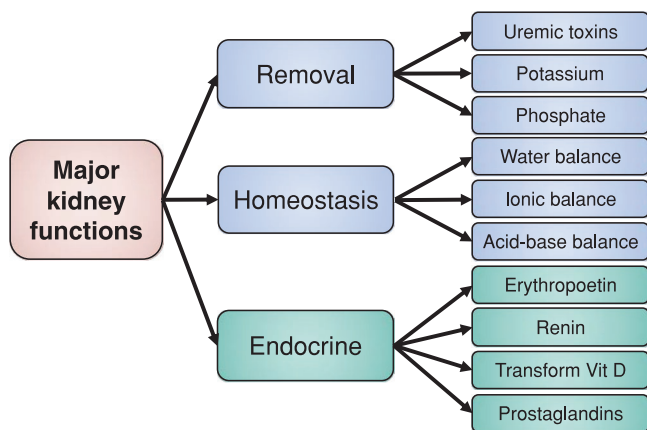 Major
kidney
functions
Removal
Uremic toxins
Potassium
Phosphate
Homeostasis
Water balance
Ionic balance
Acid-base balance
Endocrine
Erythropoetin
Renin
Transform Vit D
Prostaglandins